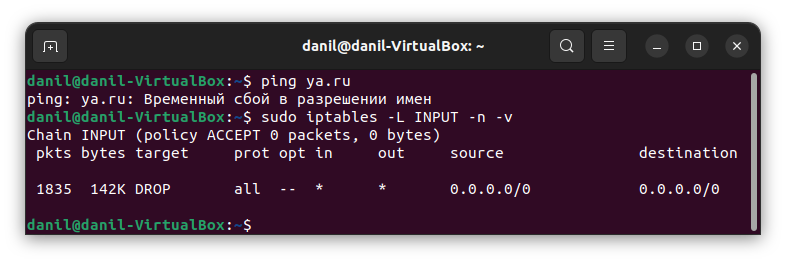 danil@danil-VirtualBox: ~
danil@danil-VirtualBox:~$ ping ya.ru
ping: ya.ru: Временный сбой в разрешении имен
danil@danil-VirtualBox:~$ sudo iptables -L INPUT -n -v
Chain INPUT (policy ACCEPT 0 packets, 0 bytes)
pkts bytes target prot opt in out source destination
1835 142K DROP all -- * * 0.0.0.0/0 0.0.0.0/0
danil@danil-VirtualBox:~$